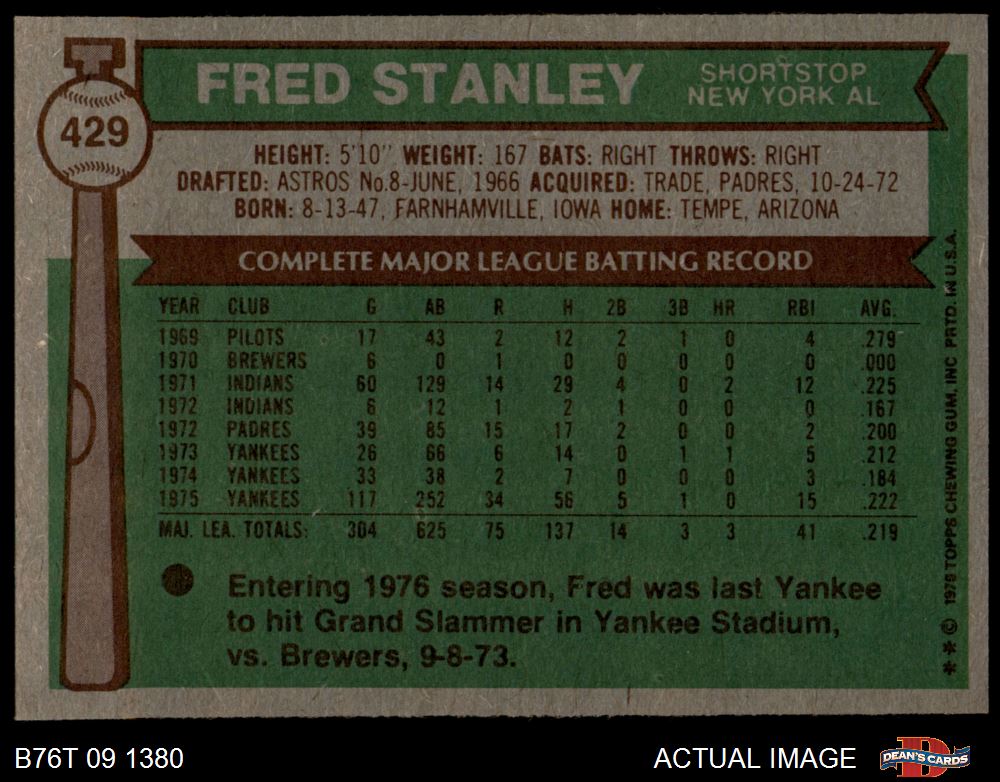 429
FRED STANLEY
SHORTSTOP
NEW YORK AL
HEIGHT: 5'10" WEIGHT: 167 BATS: RIGHT THROWS: RIGHT
DRAFTED: ASTROS No.8-JUNE, 1966 ACQUIRED: TRADE, PADRES, 10-24-72
BORN: 8-13-47, FARNHAMVILLE, IOWA HOME: TEMPE, ARIZONA
COMPLETE MAJOR LEAGUE BATTING RECORD
YEAR CLUB G AB R H 2B 3B HR RBI AVG.
1969 PILOTS 17 43 2 12 2 1 0 4 .279
1970 BREWERS 6 0 1 0 0 0 0 0 .000
1971 INDIANS 60 129 14 29 4 0 2 12 .225
1972 INDIANS 6 12 1 2 1 0 0 0 .167
1972 PADRES 39 85 15 17 2 0 0 2 .200
1973 YANKEES 26 66 6 14 0 1 1 5 .212
1974 YANKEES 33 38 2 7 0 0 0 3 .184
1975 YANKEES 117 252 34 56 5 1 0 15 .222
MAJ. LEA. TOTALS: 304 625 75 137 14 3 3 41 .219
Entering 1976 season, Fred was last Yankee
to hit Grand Slammer in Yankee Stadium,
vs. Brewers, 9-8-73.
* * © 1976 TOPPS CHEWING GUM, INC PRTD. IN U.S.A.
B76T 09 1380
ACTUAL IMAGE
DEAN'S CARDS